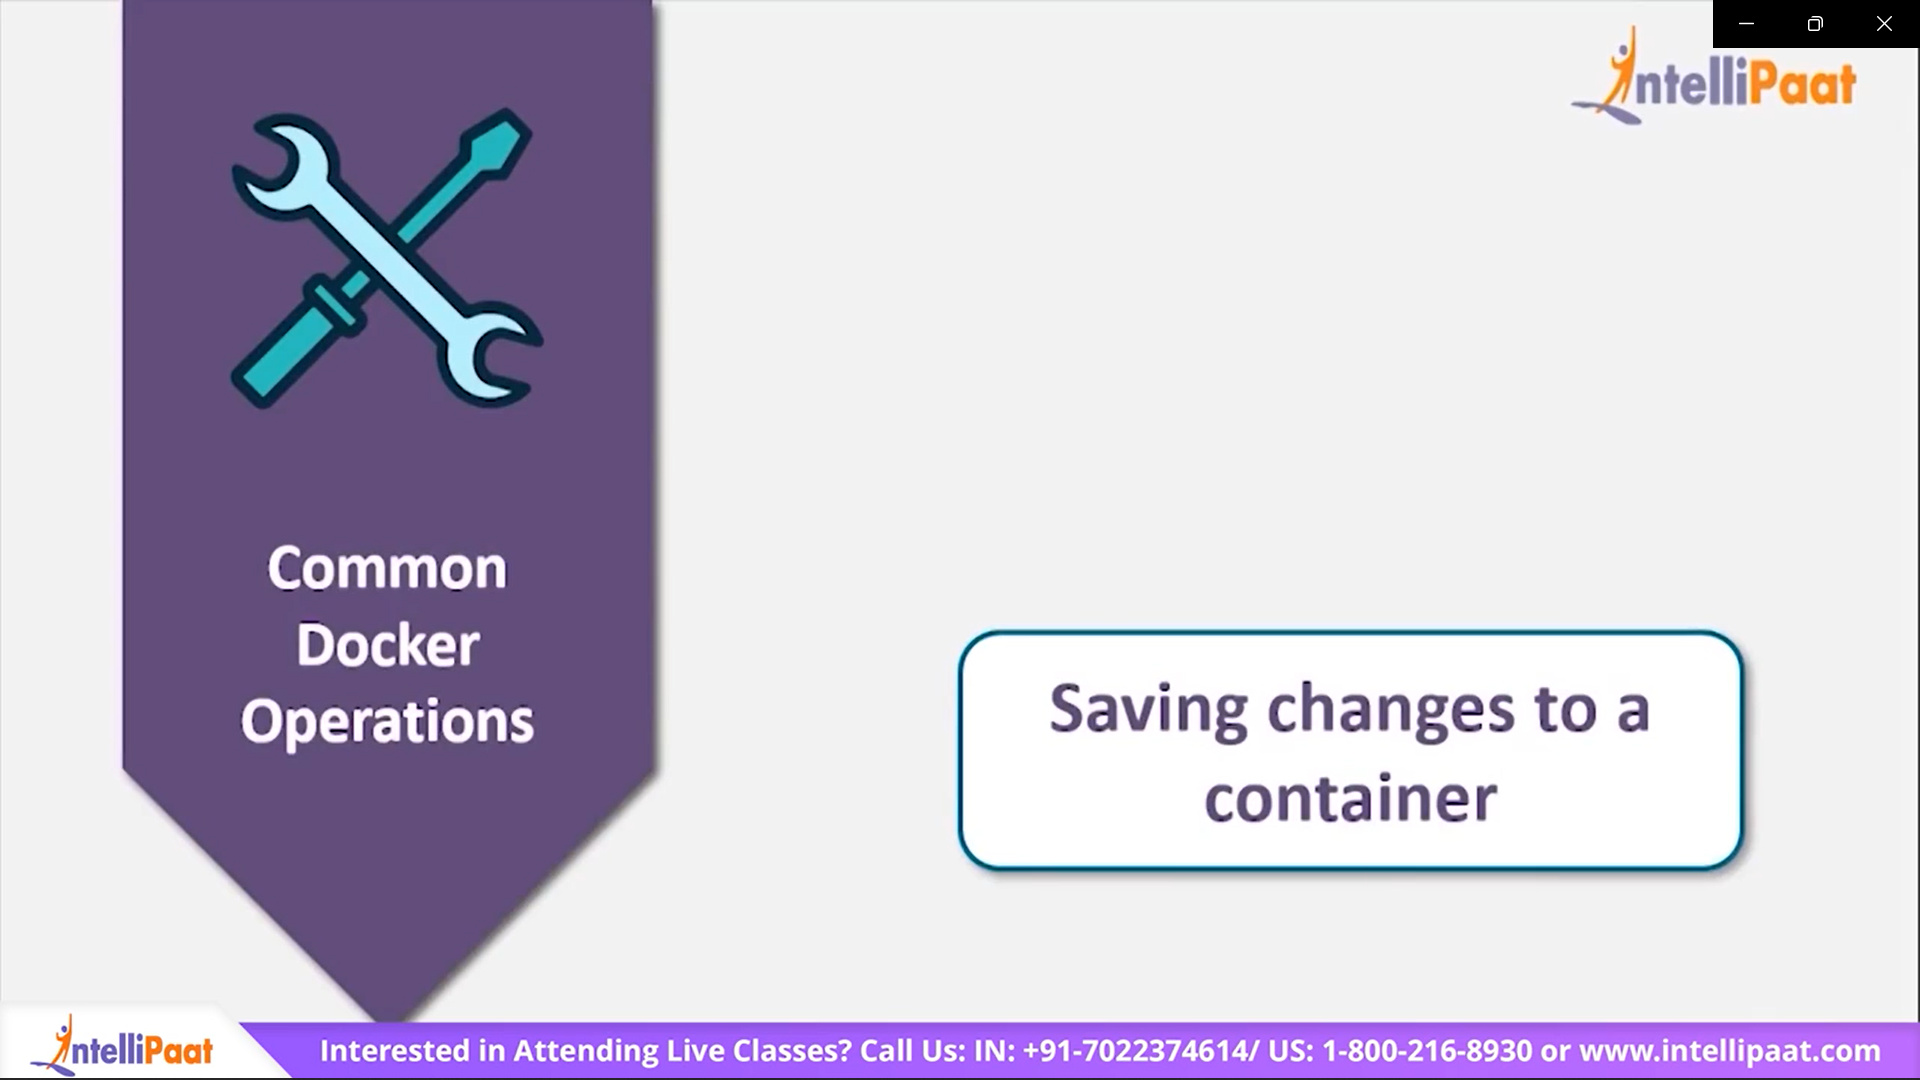 IntelliPaat
Common
Docker
Operations
Saving changes to a
container
IntelliPaat
Interested in Attending Live Classes? Call Us: IN: +91-7022374614/ US: 1-800-216-8930 or www.intellipaat.com